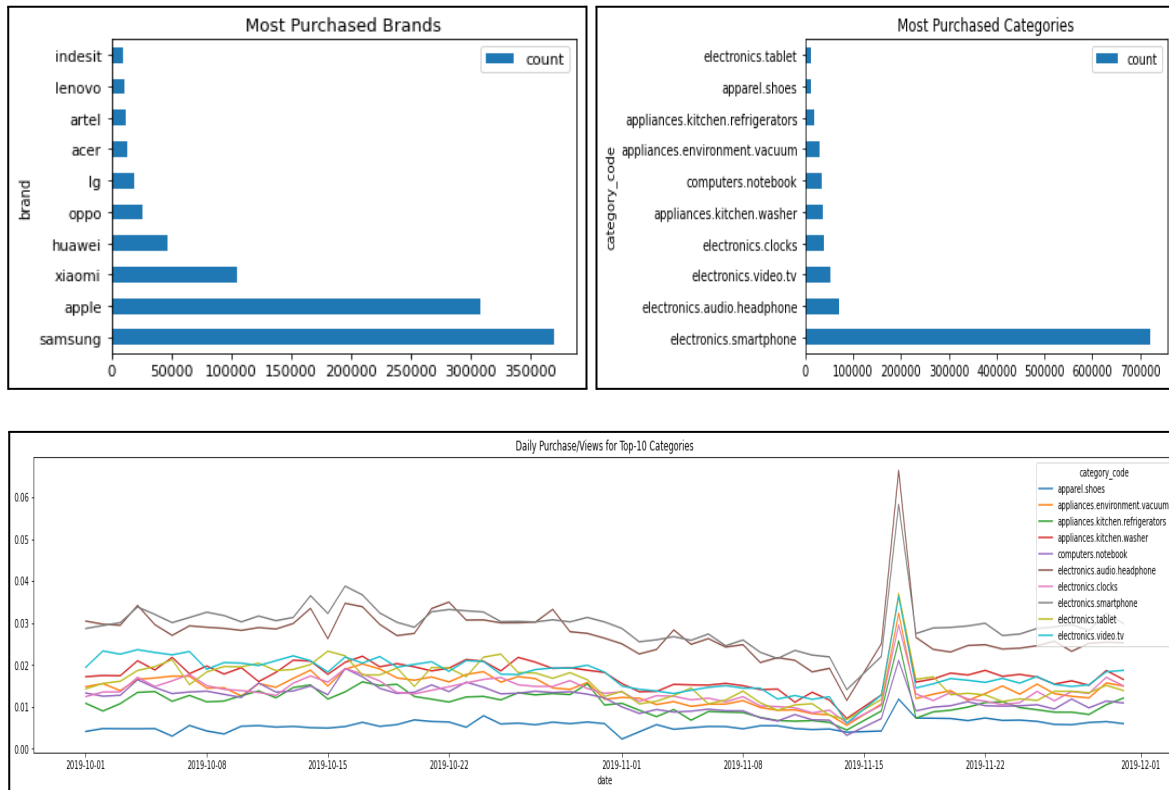 Most Purchased Brands
count
brand
indesit
lenovo
artel
acer
lg
oppo
huawei
xiaomi
apple
samsung
0 50000 100000 150000 200000 250000 300000 350000
Most Purchased Categories
count
category_code
electronics.tablet
apparel.shoes
appliances.kitchen.refrigerators
appliances.environment.vacuum
computers.notebook
appliances.kitchen.washer
electronics.clocks
electronics.video.tv
electronics.audio.headphone
electronics.smartphone
0 100000 200000 300000 400000 500000 600000 700000
Daily Purchase/Views for Top-10 Categories
0.06
0.05
0.04
0.03
0.02
0.01
0.00
category_code
apparel.shoes
appliances.environment.vacuum
appliances.kitchen.refrigerators
appliances.kitchen.washer
computers.notebook
electronics.audio.headphone
electronics.clocks
electronics.smartphone
electronics.tablet
electronics.video.tv
2019-10-01 2019-10-08 2019-10-15 2019-10-22 2019-11-01 2019-11-08 2019-11-15 2019-11-22 2019-12-01
date